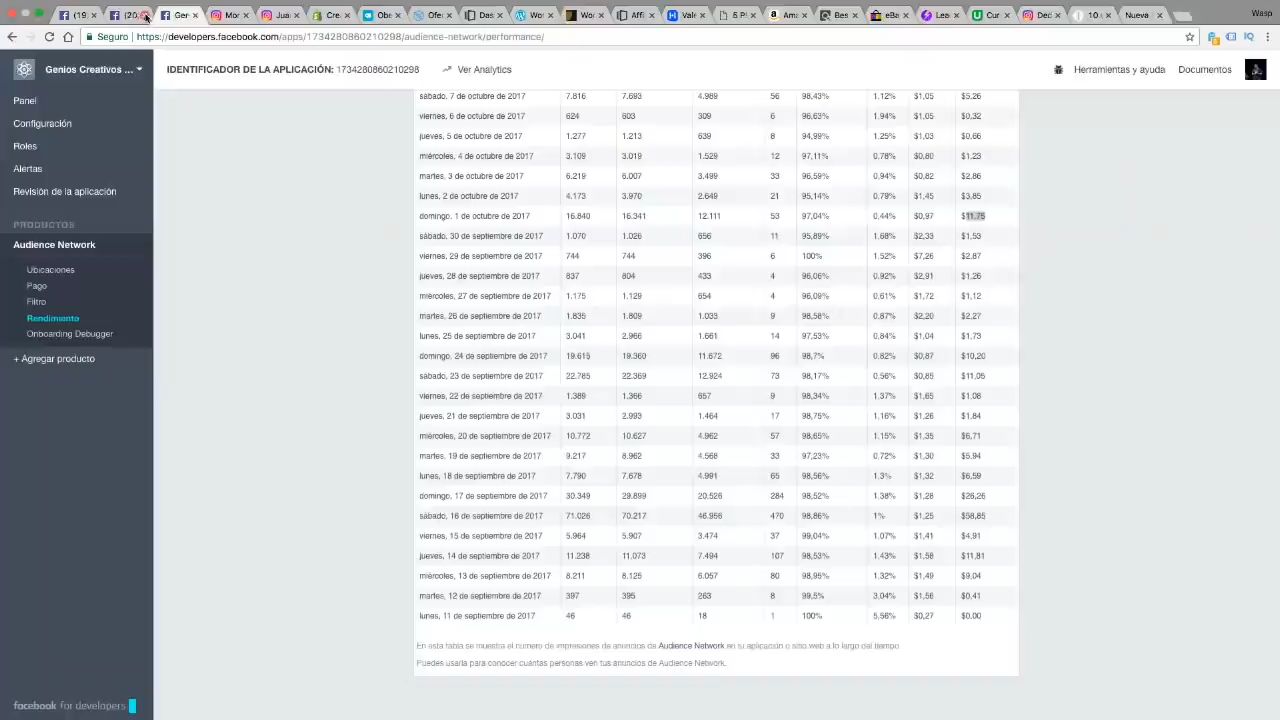 (19)
(20)
Gen
Mon
Jua
Cre
Obe
Ofe
Das
Wor
Wor
Affi
Vale
5 Pl
Ama
Bes
eBa
Lea
Cur
Ded
10.
Nueva
Wasp
Seguro https://developers.facebook.com/apps/1734280860210298/audience-network/performance/
Genios Creativos ...
IDENTIFICADOR DE LA APLICACIÓN: 1734280860210298
Ver Analytics
Herramientas y ayuda
Documentos
Panel
Configuración
Roles
Alertas
Revisión de la aplicación
PRODUCTOS
Audience Network
Ubicaciones
Pago
Filtro
Rendimiento
Onboarding Debugger
+ Agregar producto
facebook for developers
sábado, 7 de octubre de 2017 7.816 7.693 4.989 56 98,43% 1.12% $1,05 $5,26
viernes, 6 de octubre de 2017 624 603 309 6 96,63% 1.94% $1,05 $0,32
jueves, 5 de octubre de 2017 1.277 1.213 639 8 94,99% 1.25% $1,03 $0,66
miércoles, 4 de octubre de 2017 3.109 3.019 1.529 12 97,11% 0.78% $0,80 $1,23
martes, 3 de octubre de 2017 6.219 6.007 3.499 33 96,59% 0.94% $0,82 $2,86
lunes, 2 de octubre de 2017 4.173 3.970 2.649 21 95,14% 0.79% $1,45 $3,85
domingo, 1 de octubre de 2017 16.840 16.341 12.111 53 97,04% 0.44% $0,97 $11,75
sábado, 30 de septiembre de 2017 1.070 1.026 656 11 95,89% 1.68% $2,33 $1,53
viernes, 29 de septiembre de 2017 744 744 396 6 100% 1.52% $7,26 $2,87
jueves, 28 de septiembre de 2017 837 804 433 4 96,06% 0.92% $2,91 $1,26
miércoles, 27 de septiembre de 2017 1.175 1.129 654 4 96,09% 0.61% $1,72 $1,12
martes, 26 de septiembre de 2017 1.835 1.809 1.033 9 98,58% 0.87% $2,20 $2,27
lunes, 25 de septiembre de 2017 3.041 2.966 1.661 14 97,53% 0,84% $1,04 $1,73
domingo, 24 de septiembre de 2017 19.615 19.360 11.672 96 98,7% 0.82% $0,87 $10,20
sábado, 23 de septiembre de 2017 22.785 22.369 12.924 73 98,17% 0.56% $0,85 $11,05
viernes, 22 de septiembre de 2017 1.389 1.366 657 9 98,34% 1.37% $1,65 $1.08
jueves, 21 de septiembre de 2017 3.031 2.993 1.464 17 98,75% 1.16% $1,26 $1,84
miércoles, 20 de septiembre de 2017 10.772 10.627 4.962 57 98,65% 1.15% $1,35 $6,71
martes, 19 de septiembre de 2017 9.217 8.962 4.568 33 97,23% 0.72% $1,30 $5.94
lunes, 18 de septiembre de 2017 7.790 7.678 4.991 65 98,56% 1.3% $1,32 $6,59
domingo, 17 de septiembre de 2017 30.349 29.899 20.526 284 98,52% 1.38% $1,28 $26,26
sábado, 16 de septiembre de 2017 71.026 70.217 46.956 470 98,86% 1% $1,25 $58,85
viernes, 15 de septiembre de 2017 5.964 5.907 3.474 37 99,04% 1.07% $1,41 $4,91
jueves, 14 de septiembre de 2017 11.238 11.073 7.494 107 98,53% 1.43% $1,58 $11,81
miércoles, 13 de septiembre de 2017 8.211 8.125 6.057 80 98,95% 1.32% $1,49 $9,04
martes, 12 de septiembre de 2017 397 395 263 8 99,5% 3.04% $1,56 $0,41
lunes, 11 de septiembre de 2017 46 46 18 1 100% 5.56% $0,27 $0.00
En esta tabla se muestra el número de impresiones de anuncios de Audience Network en su aplicación o sitio web a lo largo del tiempo
Puedes usarla para conocer cuántas personas ven tus anuncios de Audience Network.